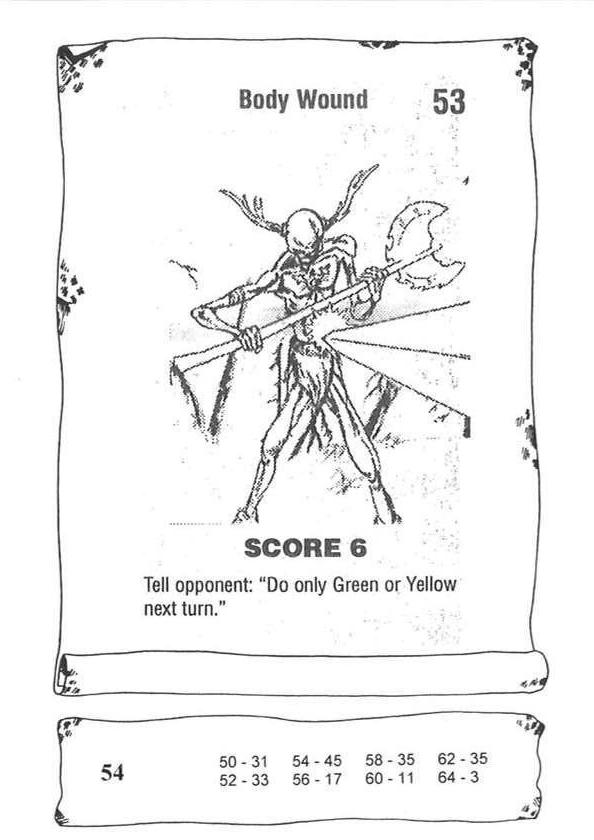 Body Wound 53
SCORE 6
Tell opponent: “Do only Green or Yellow
next turn.”
54 50 - 31 54 - 45 58 - 35 62 - 35
52 - 33 56 - 17 60 - 11 64 - 3